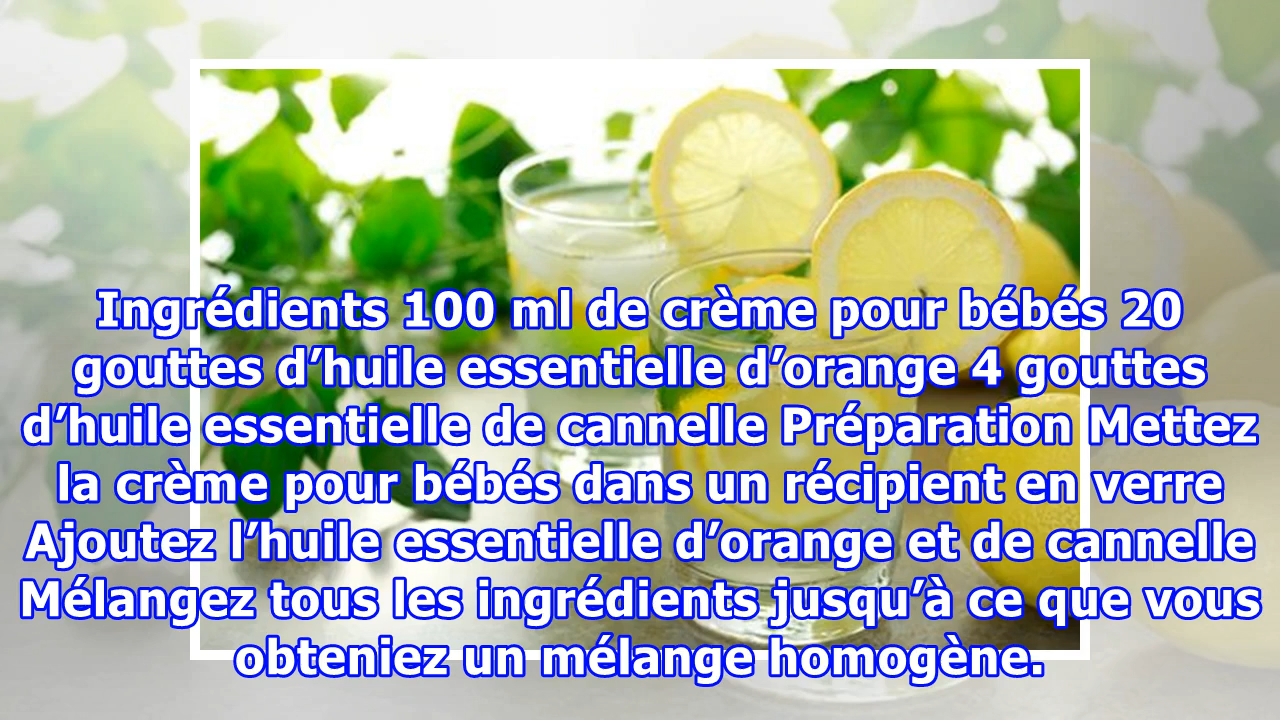 Ingrédients 100 ml de crème pour bébés 20
gouttes d’huile essentielle d’orange 4 gouttes
d’huile essentielle de cannelle Préparation Mettez
la crème pour bébés dans un récipient en verre
Ajoutez l’huile essentielle d’orange et de cannelle
Mélangez tous les ingrédients jusqu’à ce que vous
obteniez un mélange homogène.